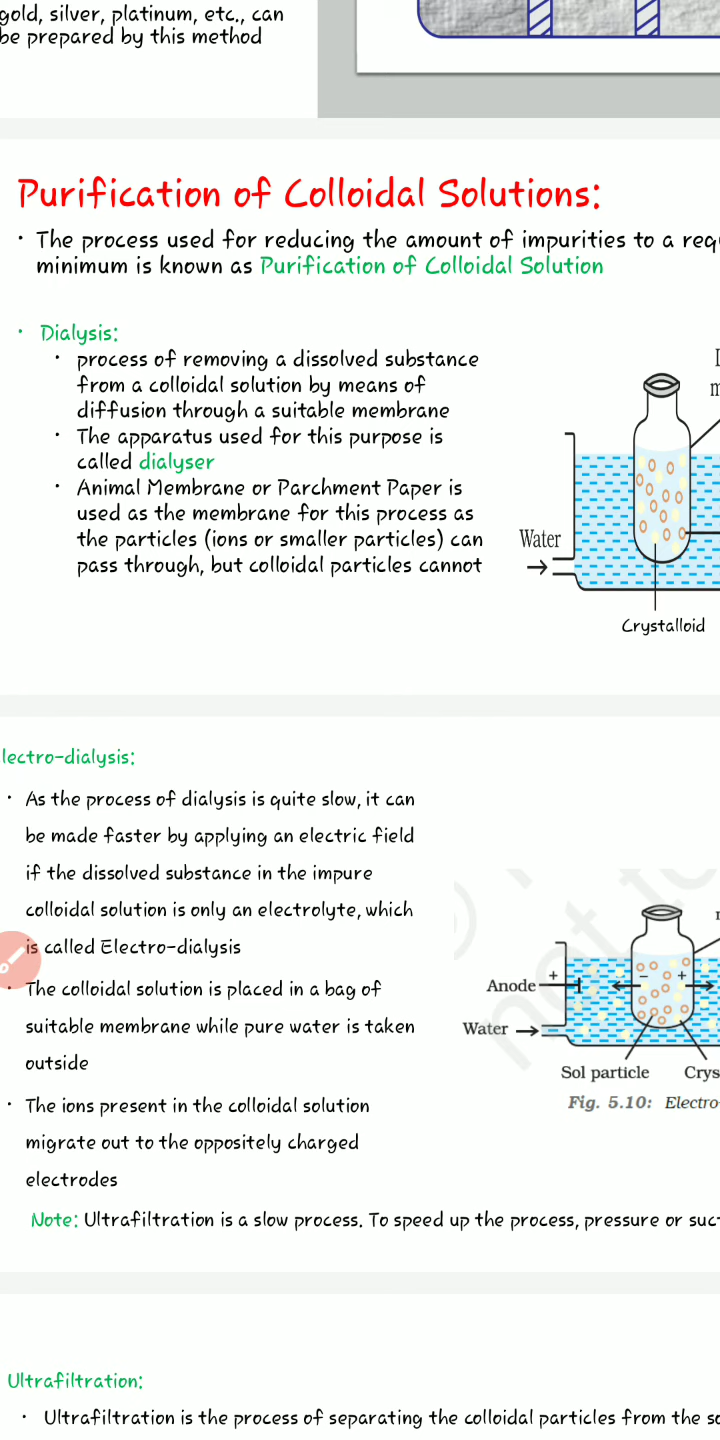 gold, silver, platinum, etc., can
be prepared by this method
Purification of Colloidal Solutions:
• The process used for reducing the amount of impurities to a
minimum is known as Purification of Colloidal Solution
• Dialysis:
• process of removing a dissolved substance
from a colloidal solution by means of
diffusion through a suitable membrane
• The apparatus used for this purpose is
called dialyser
• Animal Membrane or Parchment Paper is
used as the membrane for this process as
the particles (ions or smaller particles) can
pass through, but colloidal particles cannot
Water
Crystalloid
lectro-dialysis:
• As the process of dialysis is quite slow, it can
be made faster by applying an electric field
if the dissolved substance in the impure
colloidal solution is only an electrolyte, which
is called Electro-dialysis
• The colloidal solution is placed in a bag of
suitable membrane while pure water is taken
outside
• The ions present in the colloidal solution
migrate out to the oppositely charged
electrodes
+
− +
Anode
Water
Sol particle Crys
Fig. 5.10: Electro-
not to
Note: Ultrafiltration is a slow process. To speed up the process, pressure or suc
Ultrafiltration:
• Ultrafiltration is the process of separating the colloidal particles from the so